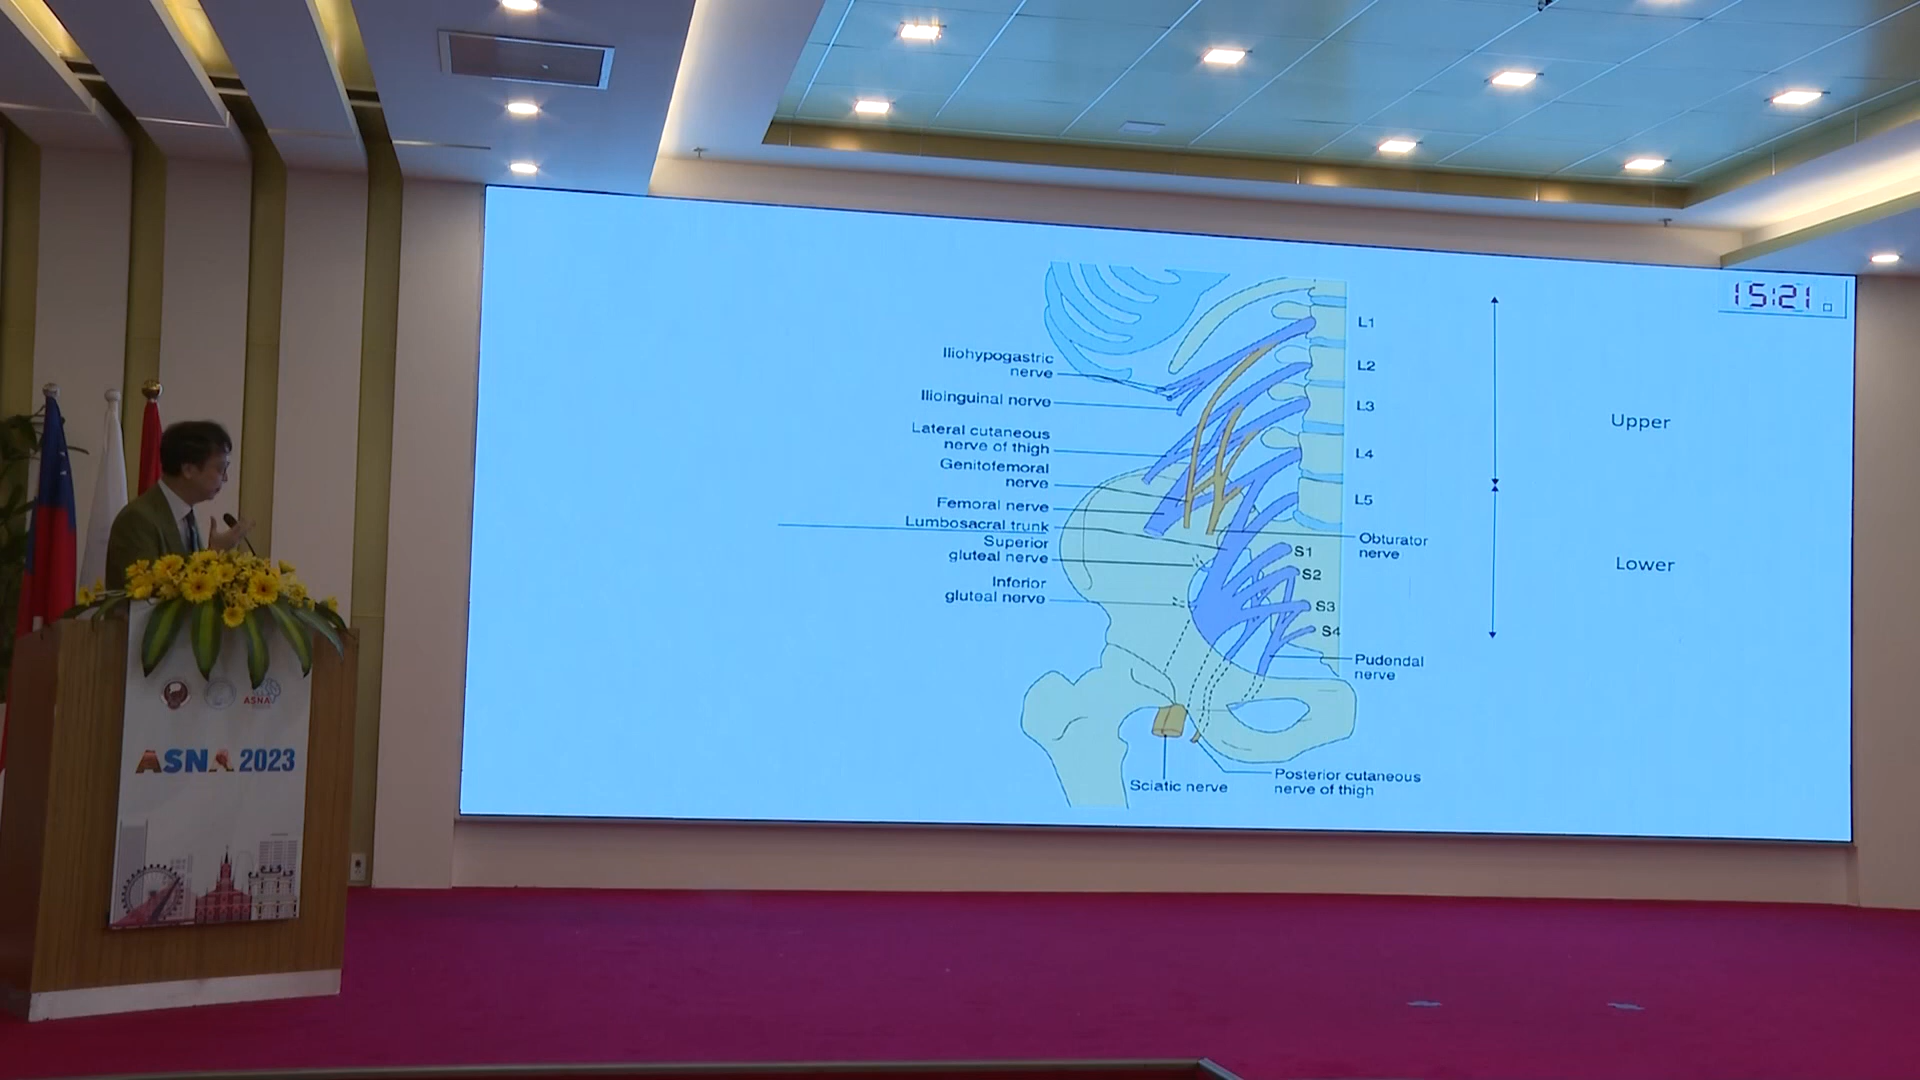 15:21
L1
L2
L3
L4
L5
S1
S2
S3
S4
Iliohypogastric
nerve
Ilioinguinal nerve
Lateral cutaneous
nerve of thigh
Genitofemoral
nerve
Femoral nerve
Lumbosacral trunk
Superior
gluteal nerve
Inferior
gluteal nerve
Obturator
nerve
Pudendal
nerve
Sciatic nerve
Posterior cutaneous
nerve of thigh
Upper
Lower
ASNA
ASNA 2023